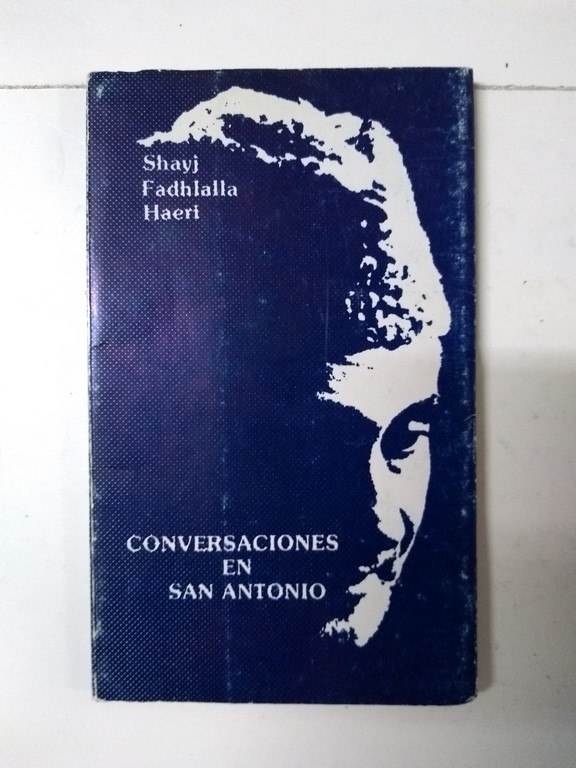 Shayj
Fadhlalla
Haeri
CONVERSACIONES
EN
SAN ANTONIO